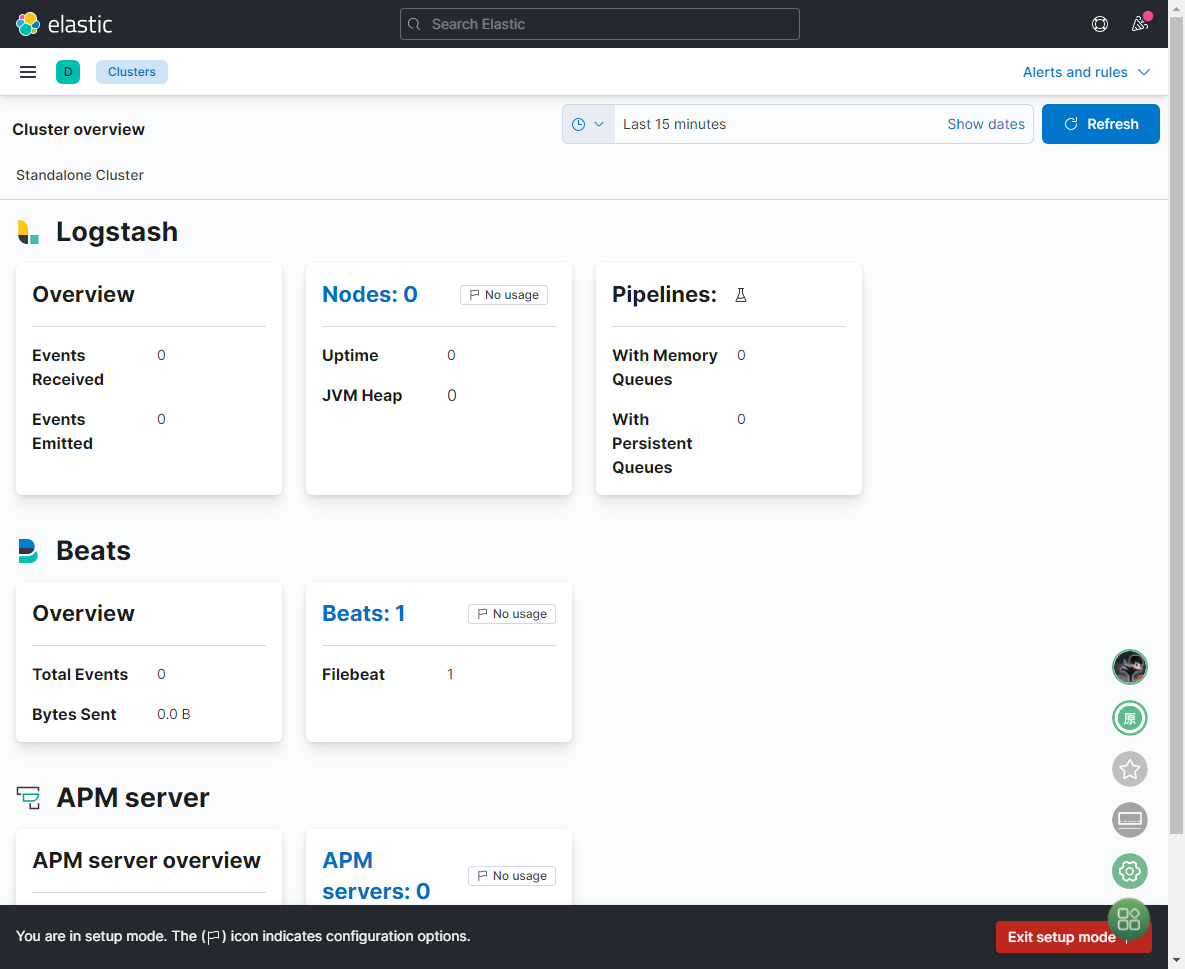 elastic
Search Elastic
D
Clusters
Alerts and rules
Cluster overview
Last 15 minutes
Show dates
Refresh
Standalone Cluster
Logstash
Overview
Events Received 0
Events Emitted 0
Nodes: 0
No usage
Uptime 0
JVM Heap 0
Pipelines:
With Memory Queues 0
With Persistent Queues 0
Beats
Overview
Total Events 0
Bytes Sent 0.0 B
Beats: 1
No usage
Filebeat 1
原
APM server
APM server overview
APM servers: 0
No usage
You are in setup mode. The ( ) icon indicates configuration options.
Exit setup mode